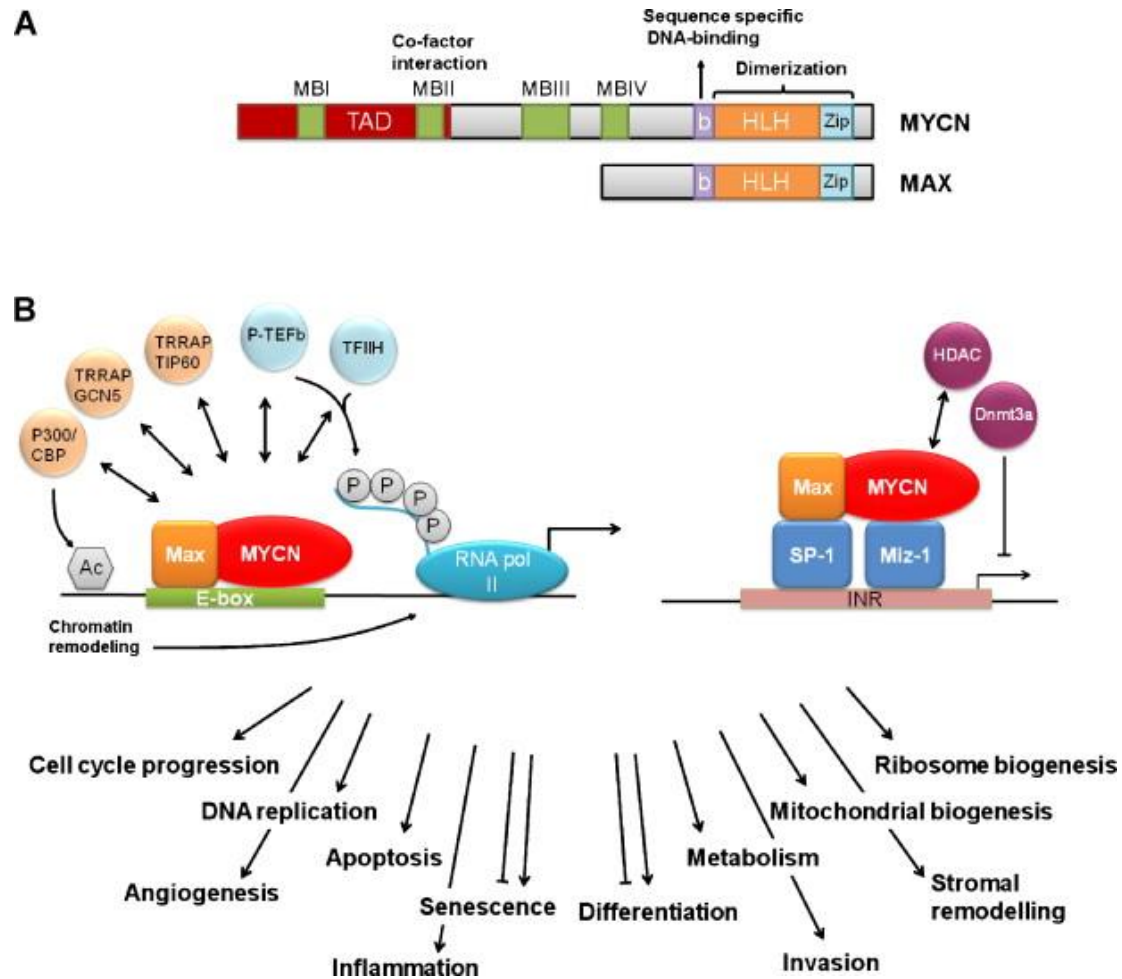 A
Sequence specific
DNA-binding
Co-factor
interaction
Dimerization
MBI
MBII
MBIII
MBIV
TAD
b
HLH
Zip
MYCN
b
HLH
Zip
MAX
B
TRRAP
TIP60
P-TEFb
TFIIH
TRRAP
GCN5
P300/
CBP
HDAC
Dnmt3a
P
P
P
P
Ac
Max
MYCN
E-box
RNA pol
II
Max
MYCN
SP-1
Miz-1
INR
Chromatin
remodeling
Cell cycle progression
DNA replication
Apoptosis
Angiogenesis
Senescence
Inflammation
Differentiation
Metabolism
Invasion
Ribosome biogenesis
Mitochondrial biogenesis
Stromal
remodelling